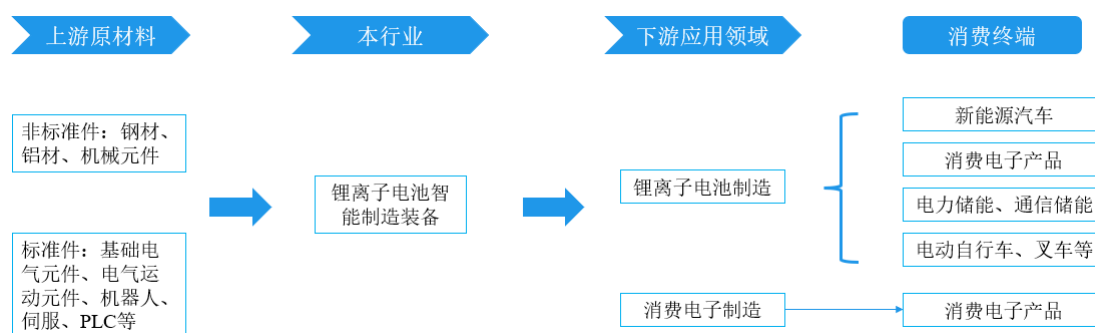 上游原材料
本行业
下游应用领域
消费终端
非标准件：钢材、
铝材、机械元件
标准件：基础电
气元件、电气运
动元件、机器人、
伺服、PLC等
锂离子电池智
能制造装备
锂离子电池制造
消费电子制造
新能源汽车
消费电子产品
电力储能、通信储能
电动自行车、叉车等
消费电子产品